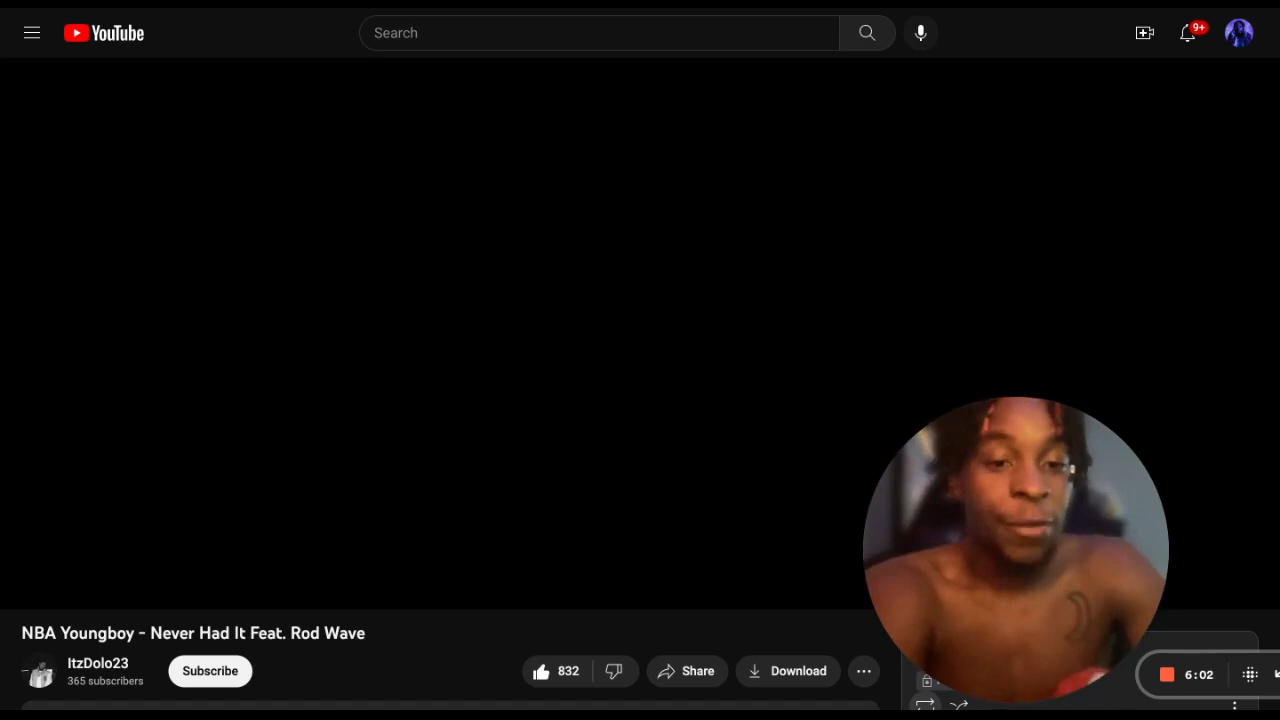 YouTube
Search
9+
NBA Youngboy - Never Had It Feat. Rod Wave
ItzDolo23
365 subscribers
Subscribe
832
Share
Download
6:02